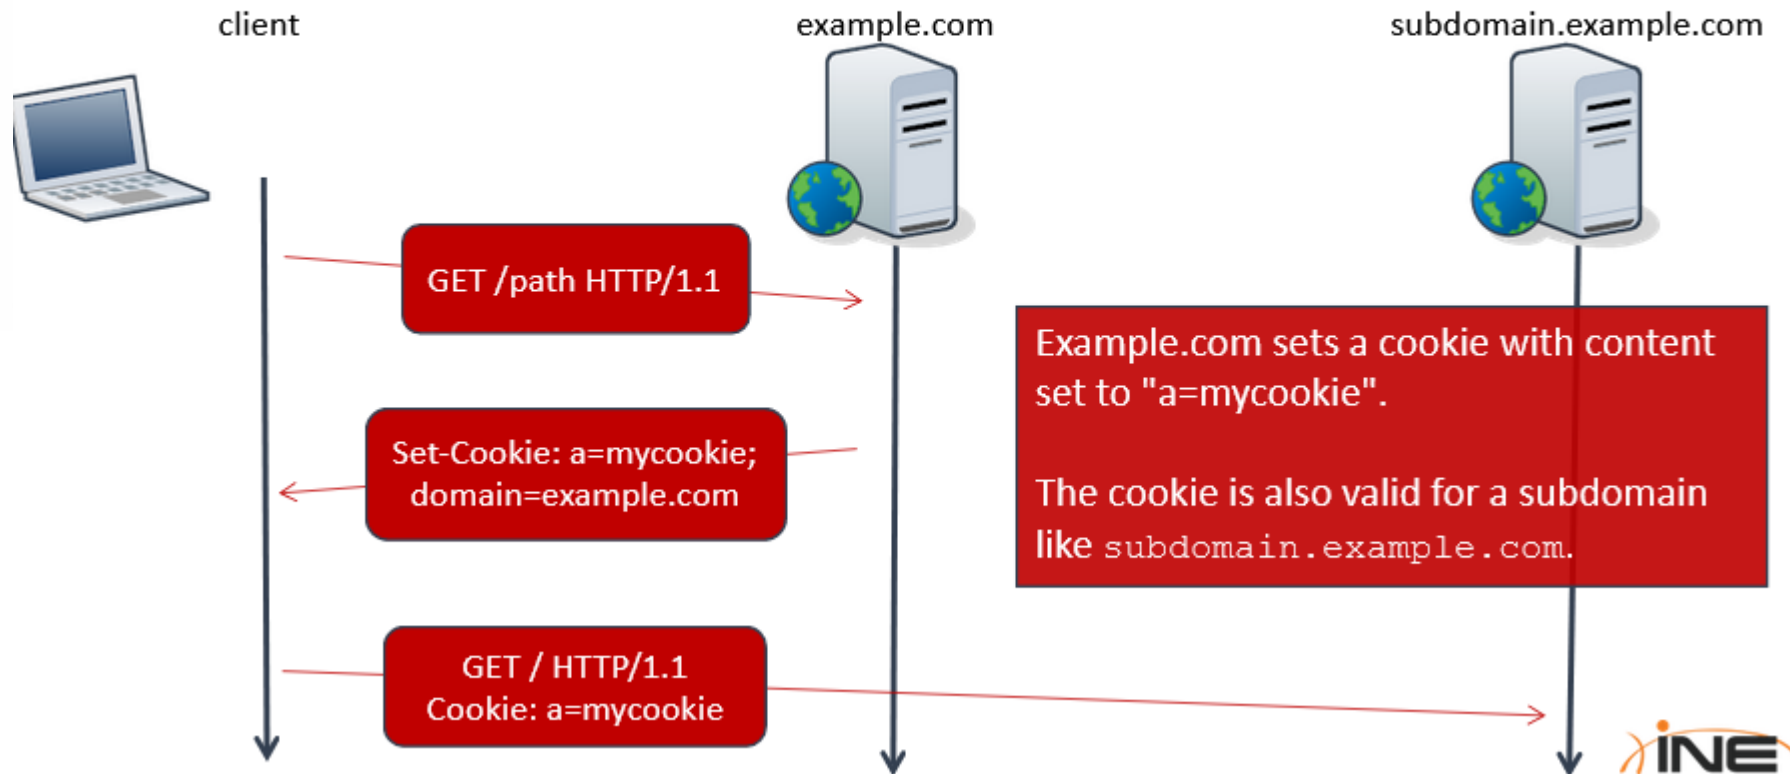 client
example.com
subdomain.example.com
GET /path HTTP/1.1
Example.com sets a cookie with content
set to "a=mycookie".
The cookie is also valid for a subdomain
like subdomain.example.com.
Set-Cookie: a=mycookie;
domain=example.com
GET / HTTP/1.1
Cookie: a=mycookie
iNE